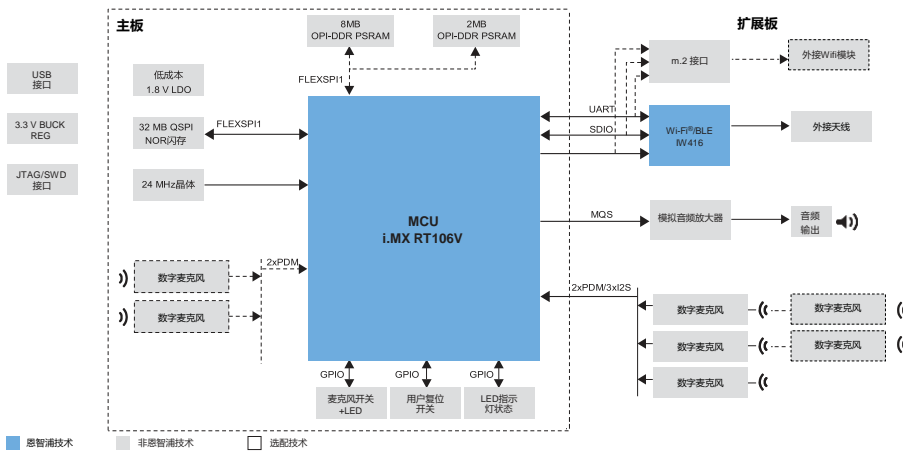 主板
扩展板
8MB
OPI-DDR PSRAM
2MB
OPI-DDR PSRAM
FLEXSPI1
USB
接口
3.3 V BUCK
REG
JTAG/SWD
接口
低成本
1.8 V LDO
32 MB QSPI
NOR闪存
FLEXSPI1
24 MHz晶体
2xPDM
数字麦克风
数字麦克风
MCU
i.MX RT106V
UART
SDIO
MQS
2xPDM/3xI2S
m.2 接口
外接Wifi模块
Wi-Fi®/BLE
IW416
外接天线
模拟音频放大器
音频
输出
数字麦克风
数字麦克风
数字麦克风
数字麦克风
数字麦克风
GPIO
GPIO
GPIO
麦克风开关
+LED
用户复位
开关
LED指示
灯状态
恩智浦技术
非恩智浦技术
选配技术